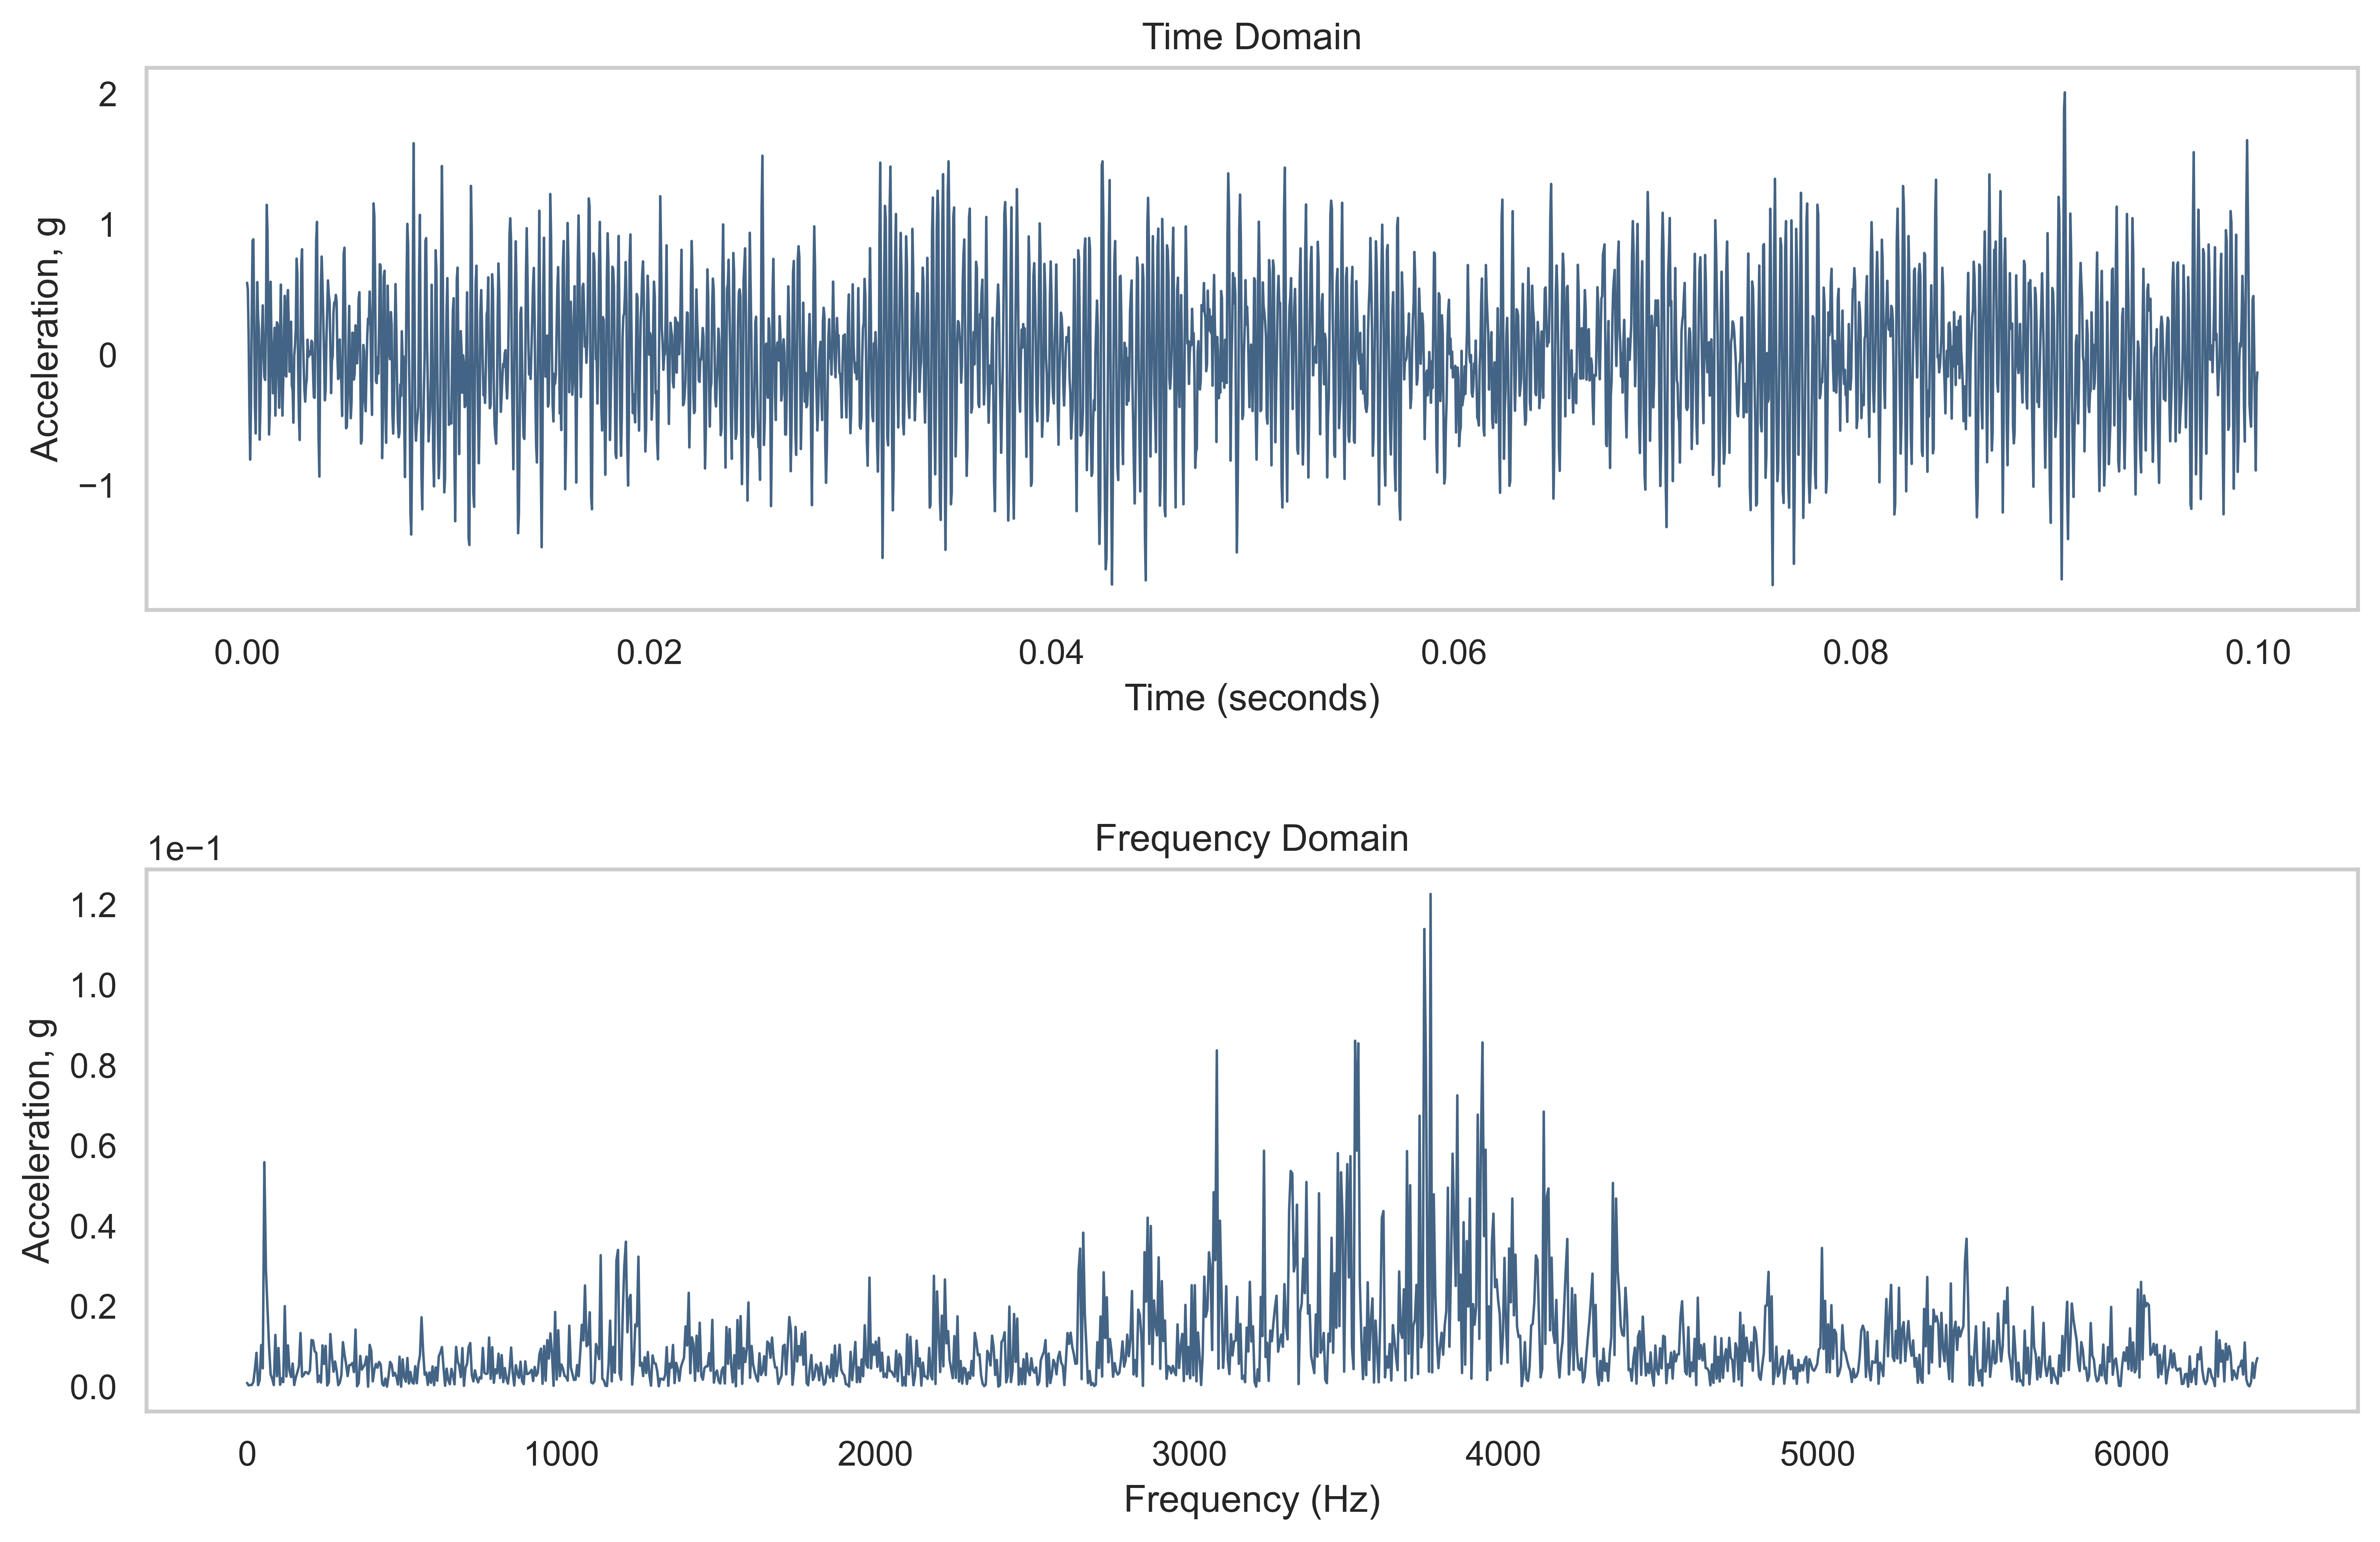 Time Domain
2
1
0
−1
Acceleration, g
0.00 0.02 0.04 0.06 0.08 0.10
Time (seconds)
Frequency Domain
1e−1
1.2
1.0
0.8
0.6
0.4
0.2
0.0
Acceleration, g
0 1000 2000 3000 4000 5000 6000
Frequency (Hz)